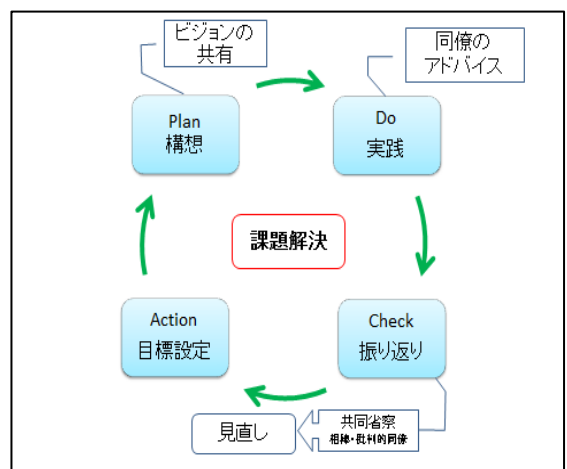 ビジョンの
共有
同僚の
アドバイス
Plan
構想
Do
実践
課題解決
Action
目標設定
Check
振り返り
見直し
共同省察
相棒・批判的同僚